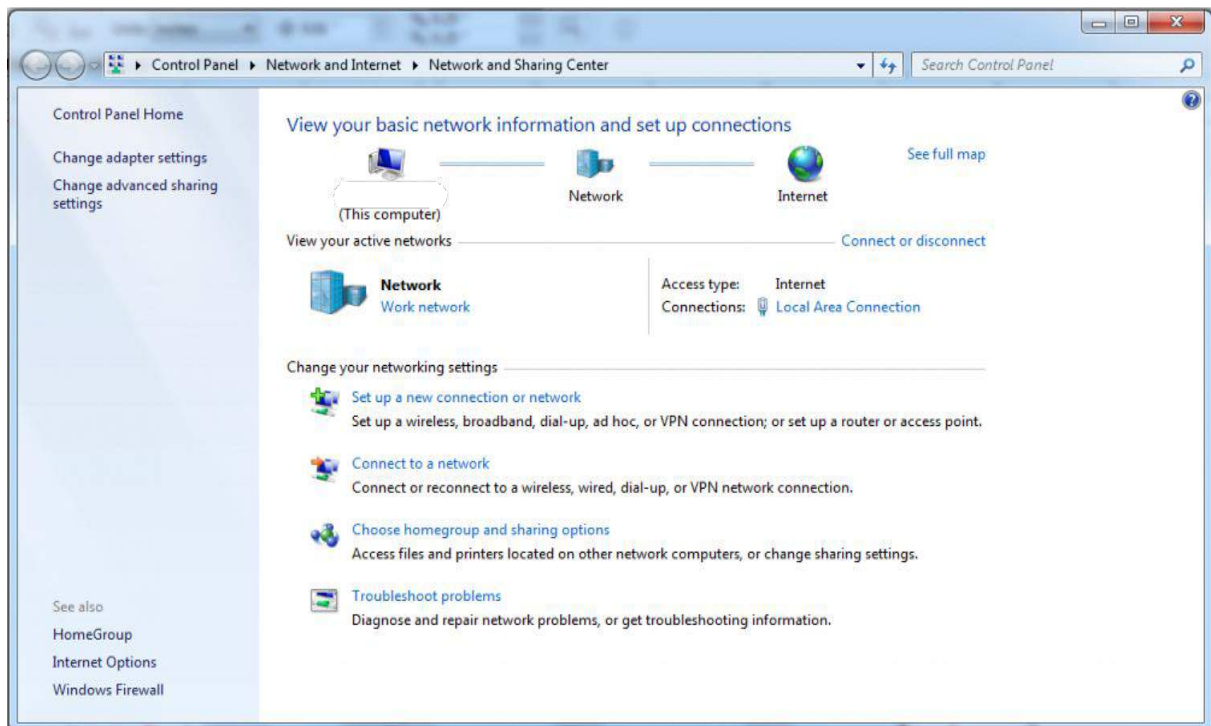 Control Panel ▸ Network and Internet ▸ Network and Sharing Center
Search Control Panel
Control Panel Home
Change adapter settings
Change advanced sharing
settings
See also
HomeGroup
Internet Options
Windows Firewall
View your basic network information and set up connections
See full map
(This computer)
Network
Internet
View your active networks
Connect or disconnect
Network
Work network
Access type: Internet
Connections: Local Area Connection
Change your networking settings
Set up a new connection or network
Set up a wireless, broadband, dial-up, ad hoc, or VPN connection; or set up a router or access point.
Connect to a network
Connect or reconnect to a wireless, wired, dial-up, or VPN network connection.
Choose homegroup and sharing options
Access files and printers located on other network computers, or change sharing settings.
Troubleshoot problems
Diagnose and repair network problems, or get troubleshooting information.